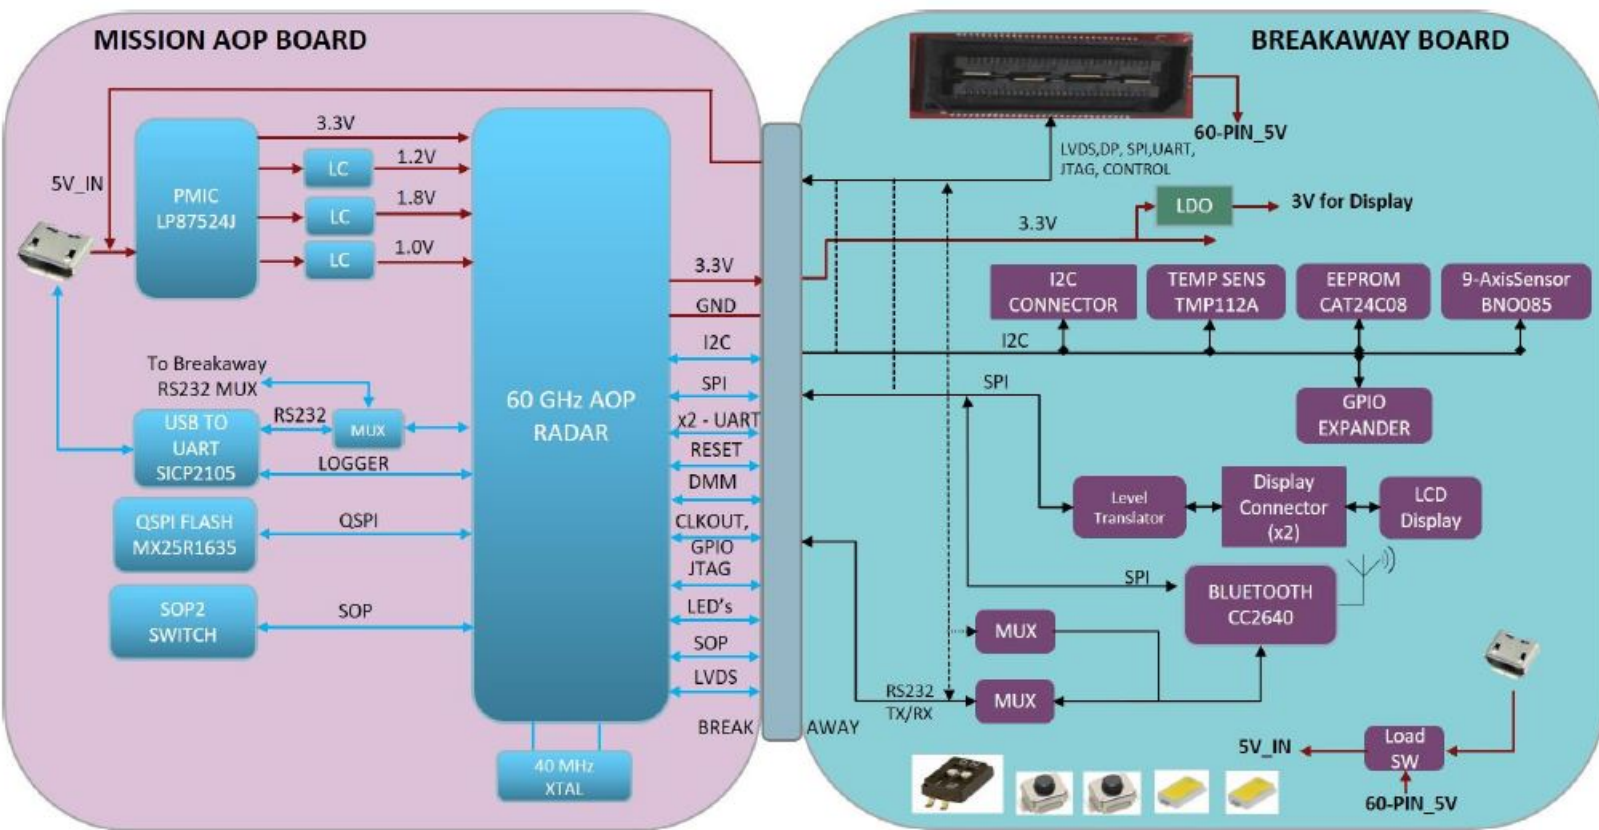 MISSION AOP BOARD
5V_IN
PMIC
LP87524J
3.3V
LC
1.2V
LC
1.8V
LC
1.0V
To Breakaway
RS232 MUX
USB TO
UART
SICP2105
RS232
MUX
LOGGER
QSPI FLASH
MX25R1635
QSPI
SOP2
SWITCH
SOP
60 GHz AOP
RADAR
40 MHz
XTAL
3.3V
GND
I2C
SPI
x2 - UART
RESET
DMM
CLKOUT,
GPIO
JTAG
LED's
SOP
LVDS
BREAK AWAY
BREAKAWAY BOARD
60-PIN_5V
LVDS,DP, SPI,UART,
JTAG, CONTROL
LDO
3V for Display
3.3V
I2C
CONNECTOR
TEMP SENS
TMP112A
EEPROM
CAT24C08
9-AxisSensor
BNO085
I2C
GPIO
EXPANDER
SPI
Level
Translator
Display
Connector
(x2)
LCD
Display
SPI
BLUETOOTH
CC2640
MUX
RS232
TX/RX
MUX
5V_IN
Load
SW
60-PIN_5V